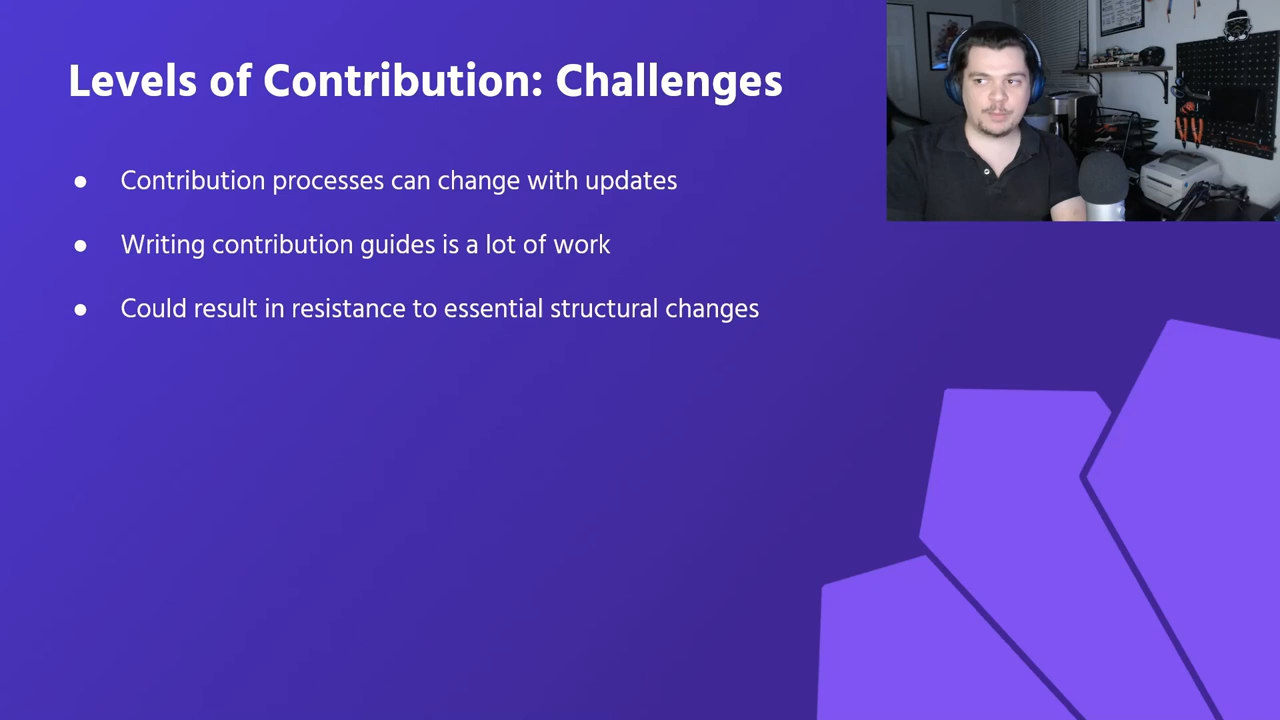 Levels of Contribution: Challenges
● Contribution processes can change with updates
● Writing contribution guides is a lot of work
● Could result in resistance to essential structural changes